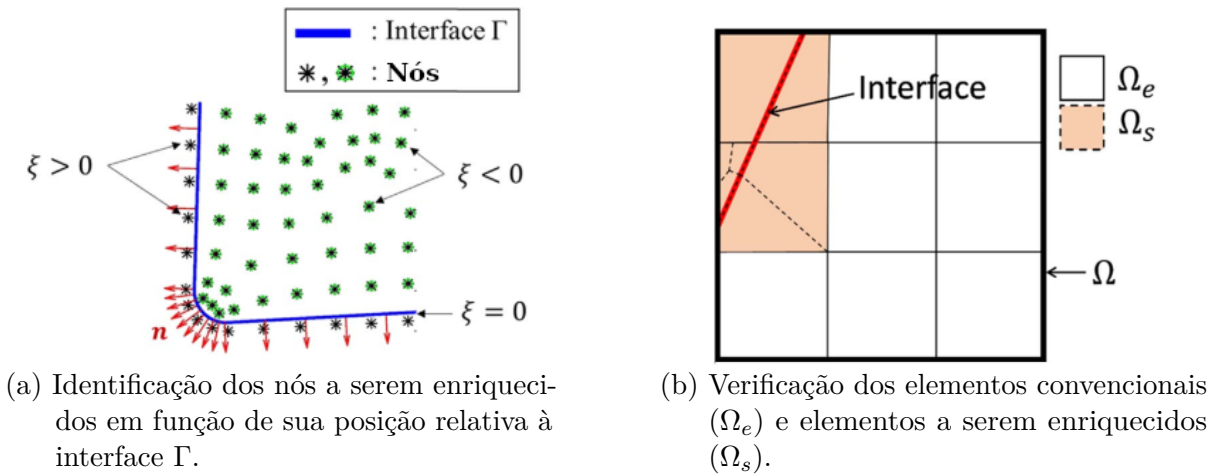 : Interface Γ
*, * : Nós
ξ > 0
ξ < 0
ξ = 0
n
Interface
Ωₑ
Ωₛ
Ω
(a) Identificação dos nós a serem enriqueci-
dos em função de sua posição relativa à
interface Γ.
(b) Verificação dos elementos convencionais
(Ωₑ) e elementos a serem enriquecidos
(Ωₛ).